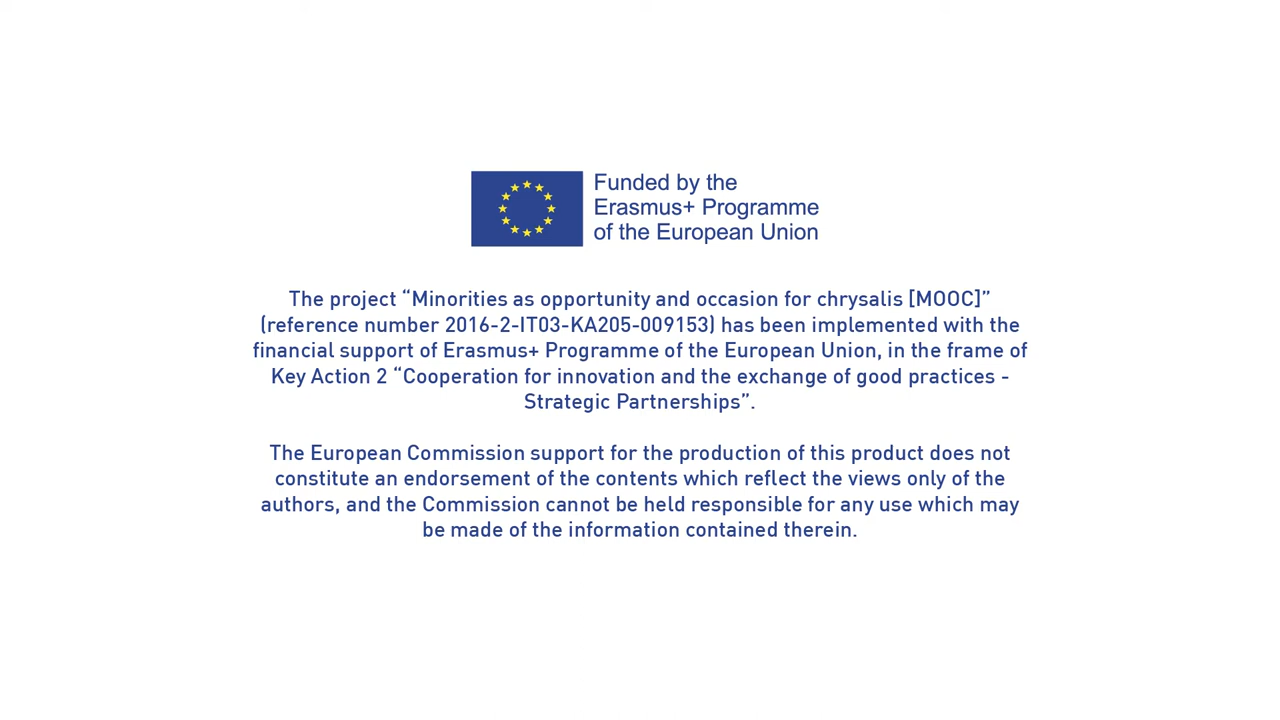 Funded by the
Erasmus+ Programme
of the European Union
The project “Minorities as opportunity and occasion for chrysalis [MOOC]”
(reference number 2016-2-IT03-KA205-009153) has been implemented with the
financial support of Erasmus+ Programme of the European Union, in the frame of
Key Action 2 “Cooperation for innovation and the exchange of good practices -
Strategic Partnerships”.
The European Commission support for the production of this product does not
constitute an endorsement of the contents which reflect the views only of the
authors, and the Commission cannot be held responsible for any use which may
be made of the information contained therein.